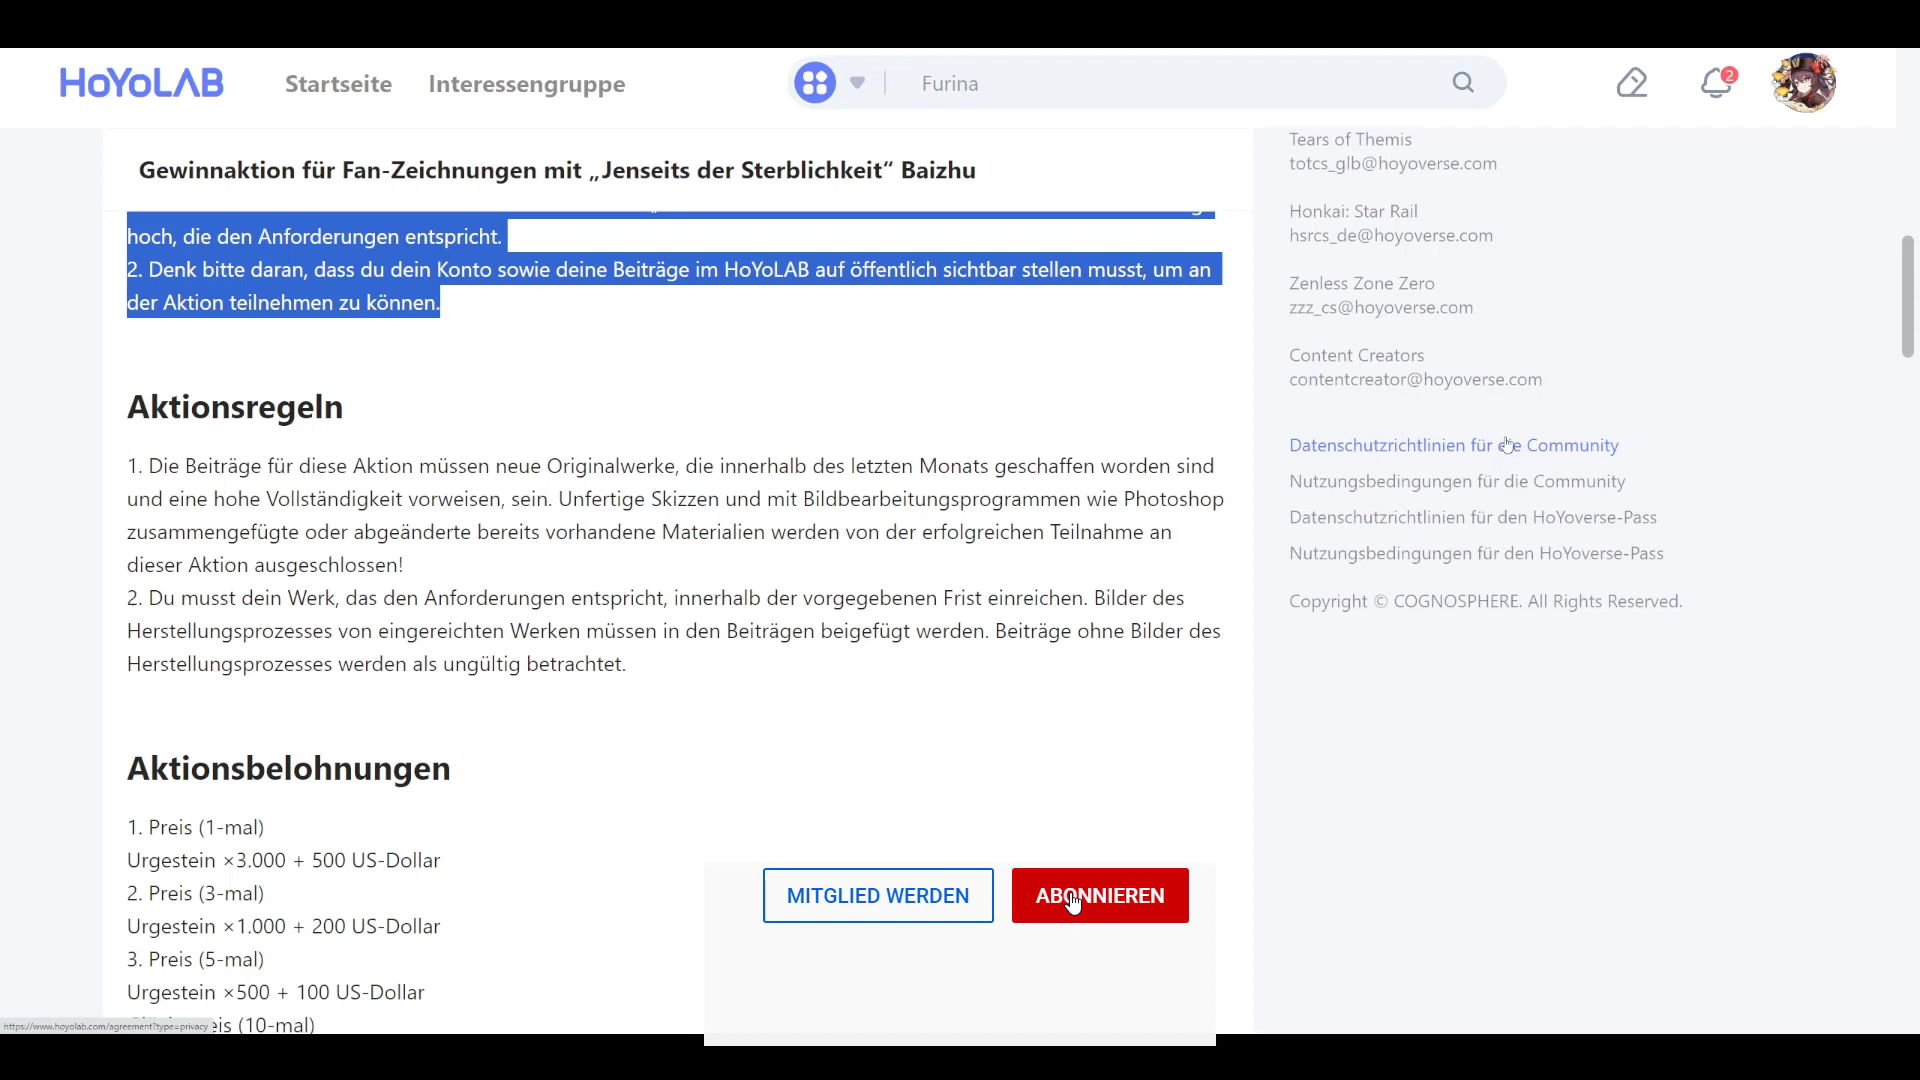 HoYoLAB
Startseite
Interessengruppe
Furina
2
Gewinnaktion für Fan-Zeichnungen mit „Jenseits der Sterblichkeit“ Baizhu
hoch, die den Anforderungen entspricht.
2. Denk bitte daran, dass du dein Konto sowie deine Beiträge im HoYoLAB auf öffentlich sichtbar stellen musst, um an
der Aktion teilnehmen zu können.
Aktionsregeln
1. Die Beiträge für diese Aktion müssen neue Originalwerke, die innerhalb des letzten Monats geschaffen worden sind
und eine hohe Vollständigkeit vorweisen, sein. Unfertige Skizzen und mit Bildbearbeitungsprogrammen wie Photoshop
zusammengefügte oder abgeänderte bereits vorhandene Materialien werden von der erfolgreichen Teilnahme an
dieser Aktion ausgeschlossen!
2. Du musst dein Werk, das den Anforderungen entspricht, innerhalb der vorgegebenen Frist einreichen. Bilder des
Herstellungsprozesses von eingereichten Werken müssen in den Beiträgen beigefügt werden. Beiträge ohne Bilder des
Herstellungsprozesses werden als ungültig betrachtet.
Aktionsbelohnungen
1. Preis (1-mal)
Urgestein ×3.000 + 500 US-Dollar
2. Preis (3-mal)
Urgestein ×1.000 + 200 US-Dollar
3. Preis (5-mal)
Urgestein ×500 + 100 US-Dollar
(10-mal)
https://www.hoyolab.com/agreement?type=privacy
MITGLIED WERDEN
ABONNIEREN
Tears of Themis
totcs_glb@hoyoverse.com
Honkai: Star Rail
hsrcs_de@hoyoverse.com
Zenless Zone Zero
zzz_cs@hoyoverse.com
Content Creators
contentcreator@hoyoverse.com
Datenschutzrichtlinien für die Community
Nutzungsbedingungen für die Community
Datenschutzrichtlinien für den HoYoverse-Pass
Nutzungsbedingungen für den HoYoverse-Pass
Copyright © COGNOSPHERE. All Rights Reserved.